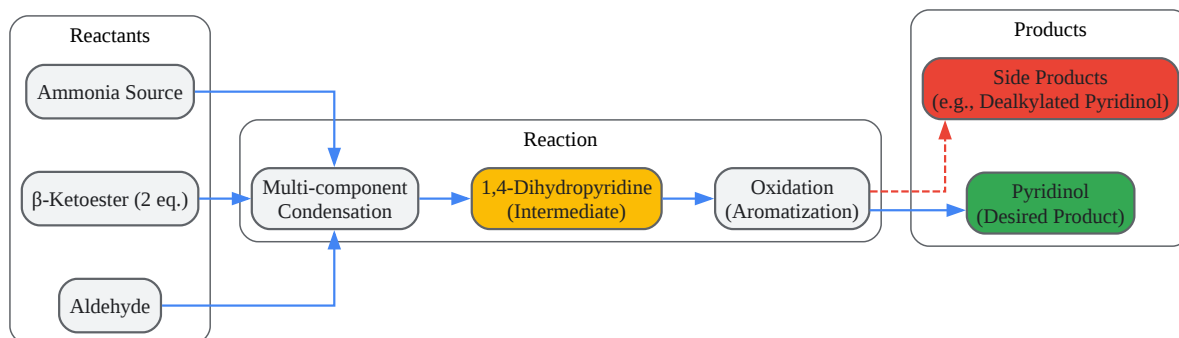 Reactants
Ammonia Source
β-Ketoester (2 eq.)
Aldehyde
Reaction
Multi-component
Condensation
1,4-Dihydropyridine
(Intermediate)
Oxidation
(Aromatization)
Products
Side Products
(e.g., Dealkylated Pyridinol)
Pyridinol
(Desired Product)